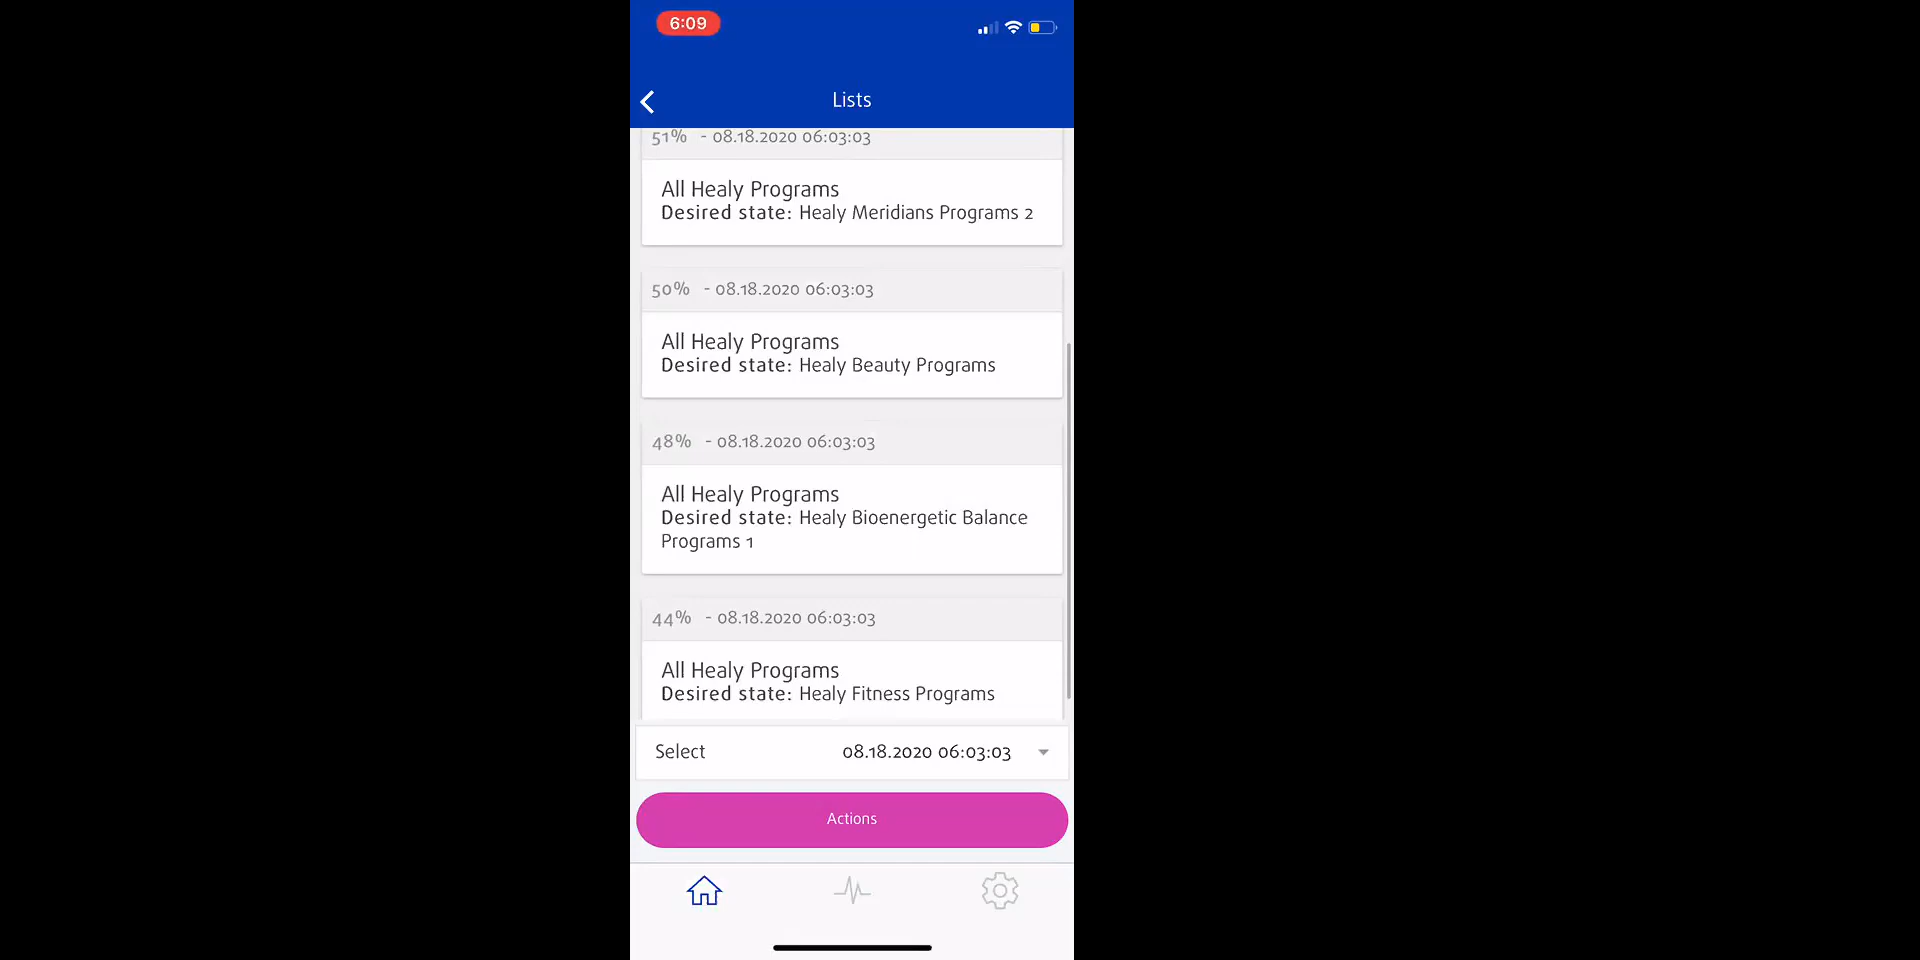 6:09
Lists
51% - 08.18.2020 06:03:03
All Healy Programs
Desired state: Healy Meridians Programs 2
50% - 08.18.2020 06:03:03
All Healy Programs
Desired state: Healy Beauty Programs
48% - 08.18.2020 06:03:03
All Healy Programs
Desired state: Healy Bioenergetic Balance
Programs 1
44% - 08.18.2020 06:03:03
All Healy Programs
Desired state: Healy Fitness Programs
Select 08.18.2020 06:03:03
Actions